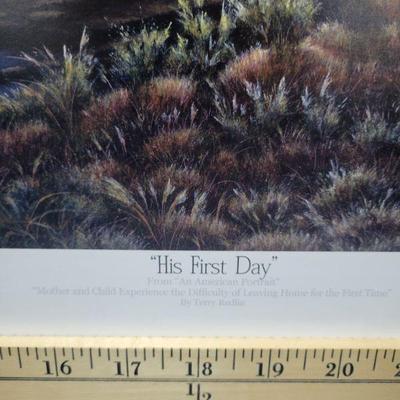 "His First Day"
From "An American Portrait"
"Mother and Child Experience the Difficulty of Leaving Home for the First Time"
By Terry Redlin
16 17 18 19 20 2
1/2